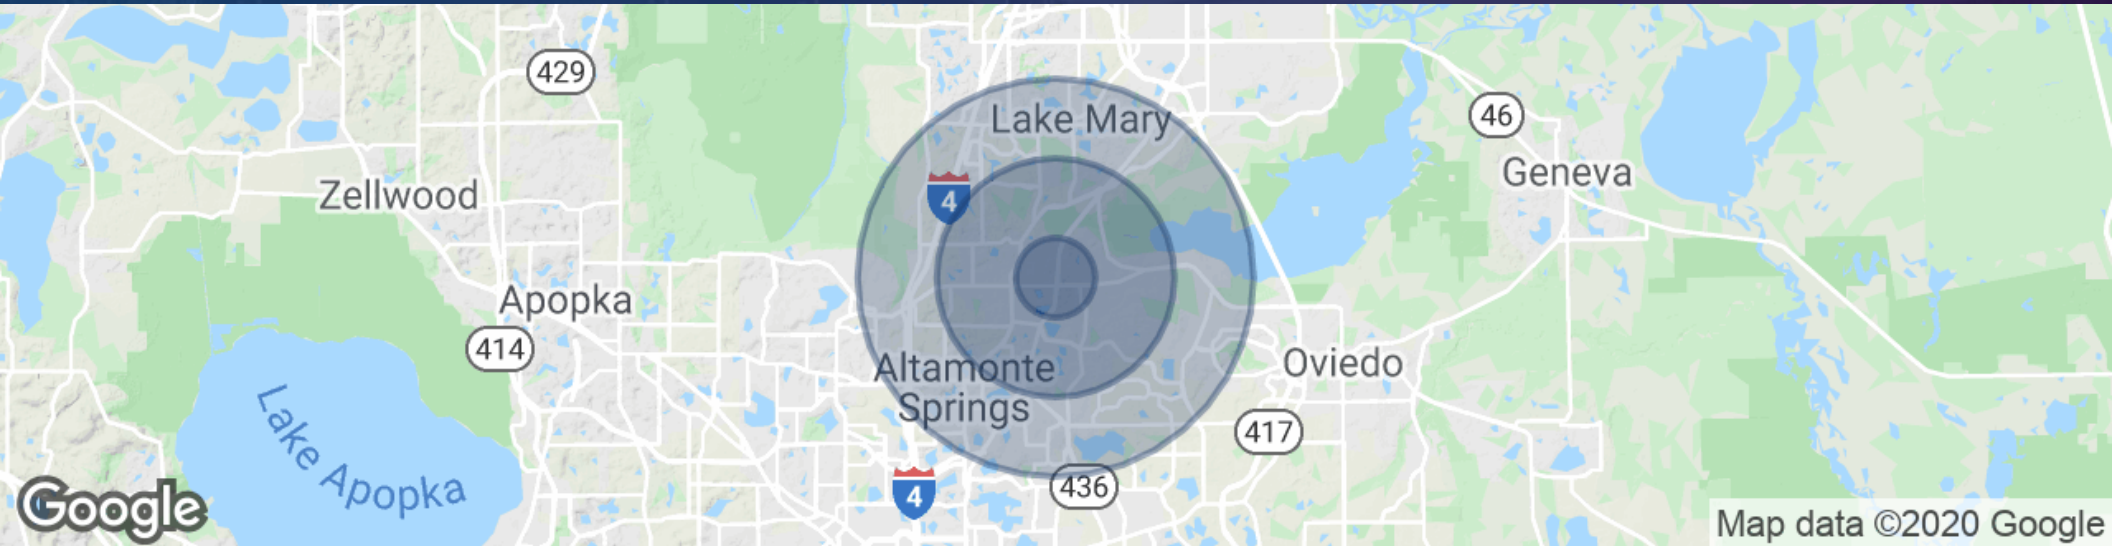 429
Lake Mary
46
Geneva
Zellwood
4
Apopka
414
Altamonte
Springs
Oviedo
417
Lake Apopka
4
436
Google
Map data ©2020 Google